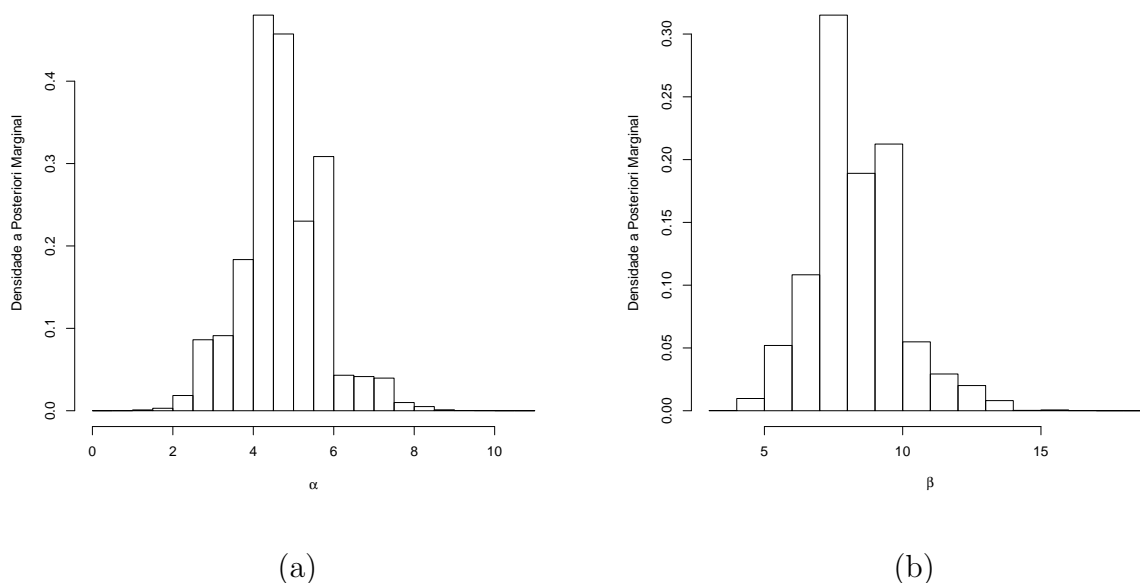 Densidade a Posteriori Marginal
0.0 0.1 0.2 0.3 0.4
0 2 4 6 8 10
α
(a)
Densidade a Posteriori Marginal
0.00 0.05 0.10 0.15 0.20 0.25 0.30
5 10 15
β
(b)